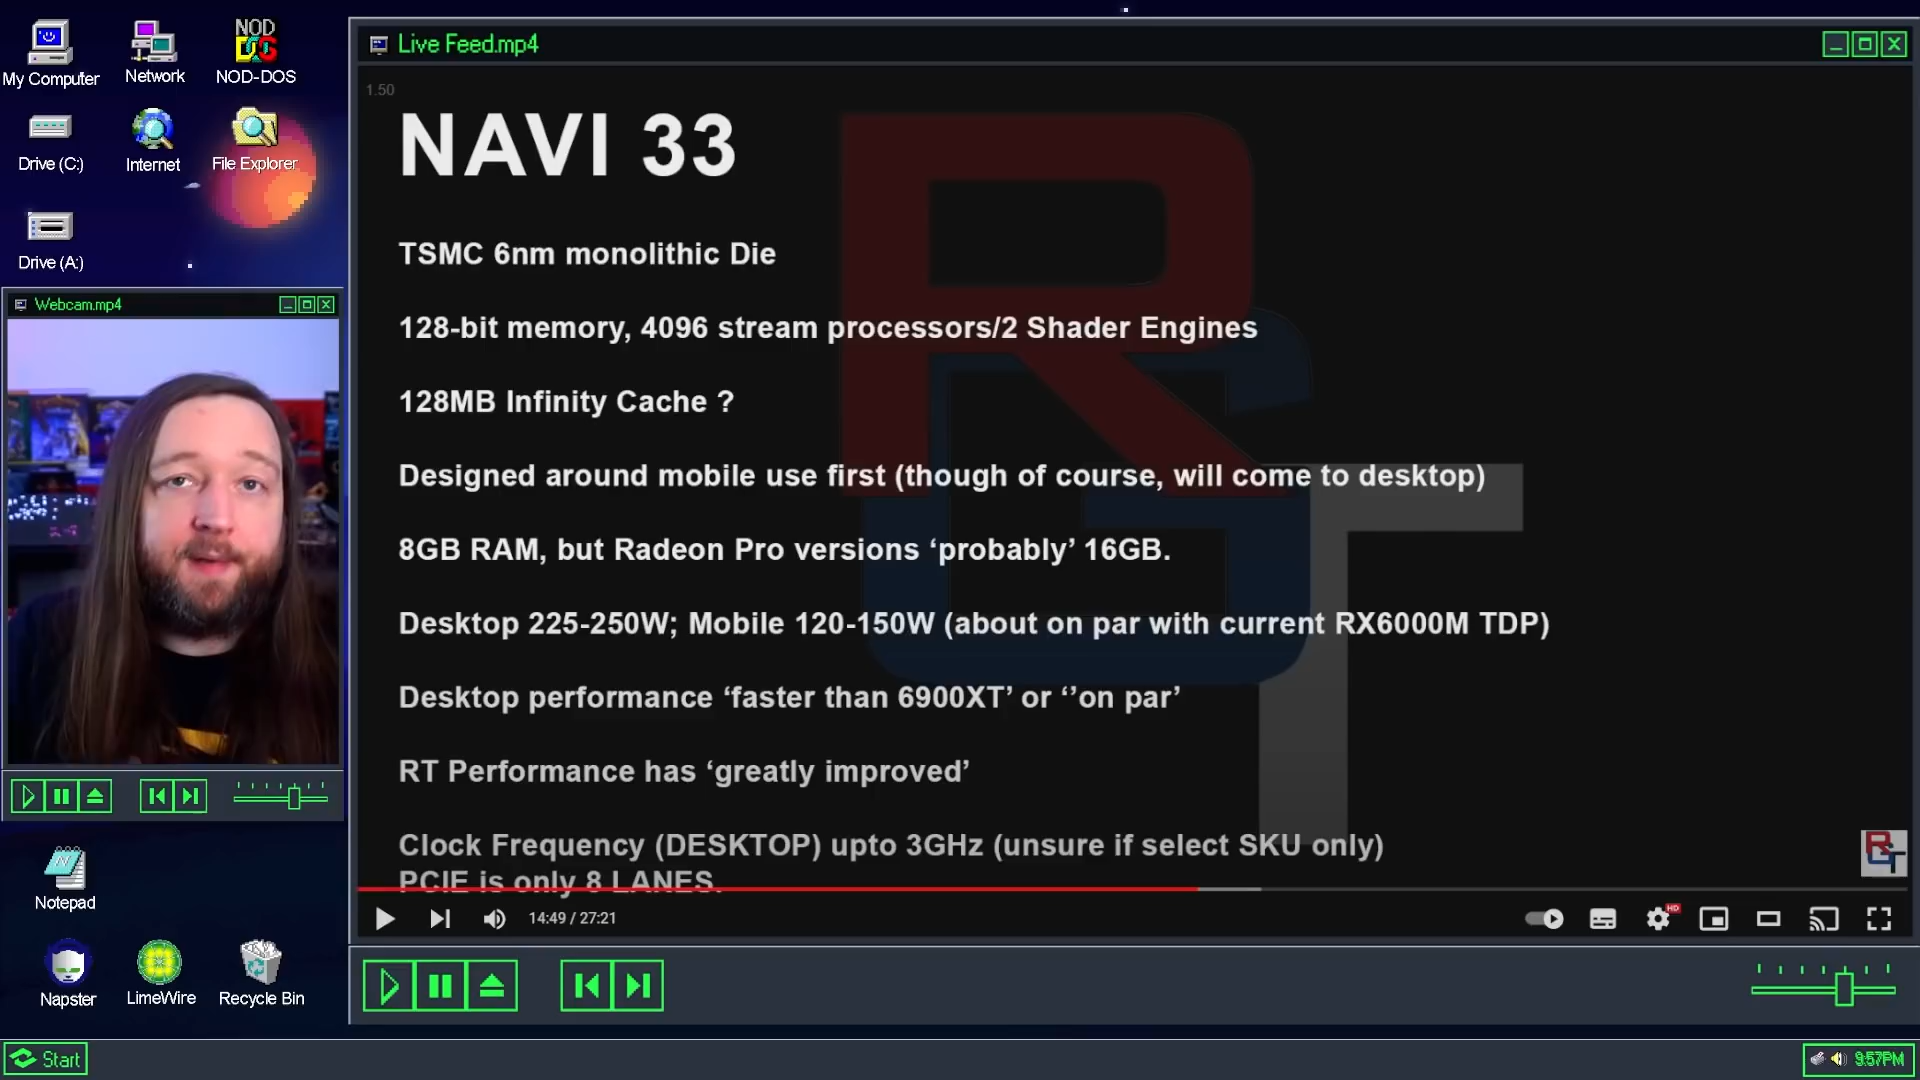 My Computer
Network
NOD
DOS
NOD-DOS
Drive (C:)
Internet
File Explorer
Drive (A:)
Webcam.mp4
Notepad
Napster
LimeWire
Recycle Bin
Start
Live Feed.mp4
1.50
NAVI 33
TSMC 6nm monolithic Die
128-bit memory, 4096 stream processors/2 Shader Engines
128MB Infinity Cache ?
Designed around mobile use first (though of course, will come to desktop)
8GB RAM, but Radeon Pro versions ‘probably’ 16GB.
Desktop 225-250W; Mobile 120-150W (about on par with current RX6000M TDP)
Desktop performance ‘faster than 6900XT’ or ‘’on par’
RT Performance has ‘greatly improved’
Clock Frequency (DESKTOP) upto 3GHz (unsure if select SKU only)
PCIE is only 8 LANES.
RGT
14:49 / 27:21
HD
RGT
9:57PM